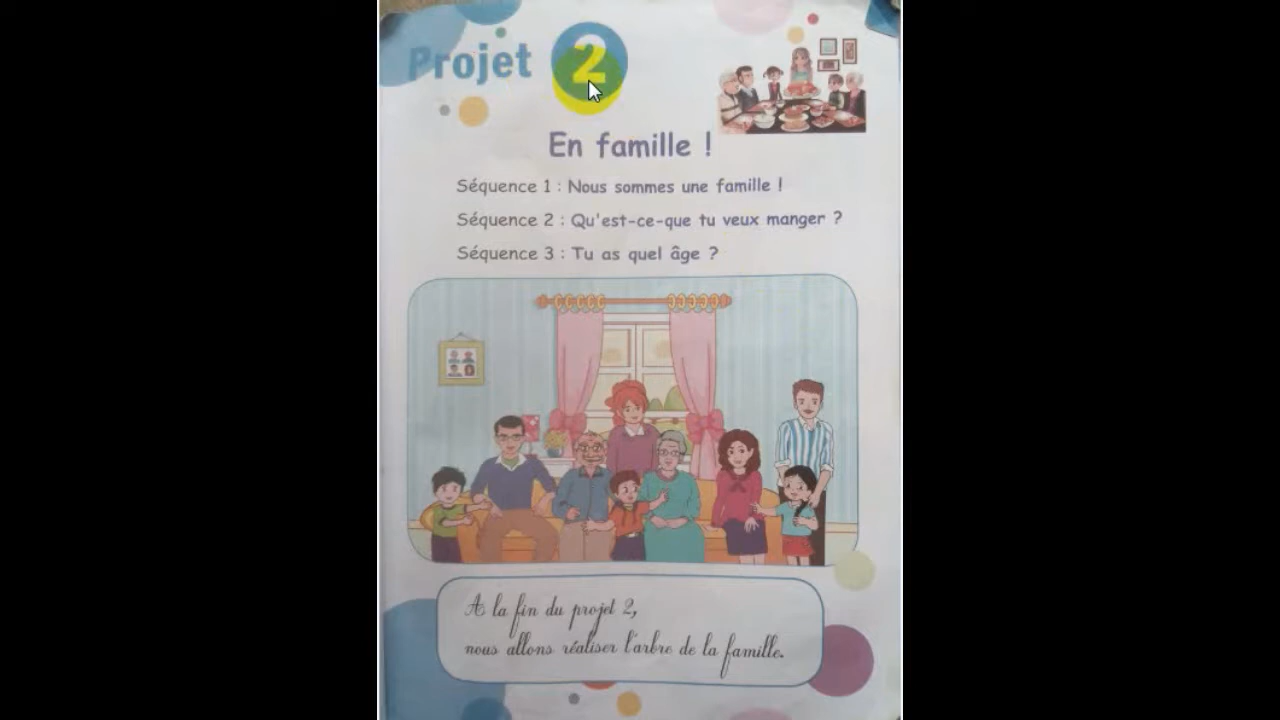 Projet 2
En famille !
Séquence 1 : Nous sommes une famille !
Séquence 2 : Qu'est-ce-que tu veux manger ?
Séquence 3 : Tu as quel âge ?
A la fin du projet 2,
nous allons réaliser l'arbre de la famille.